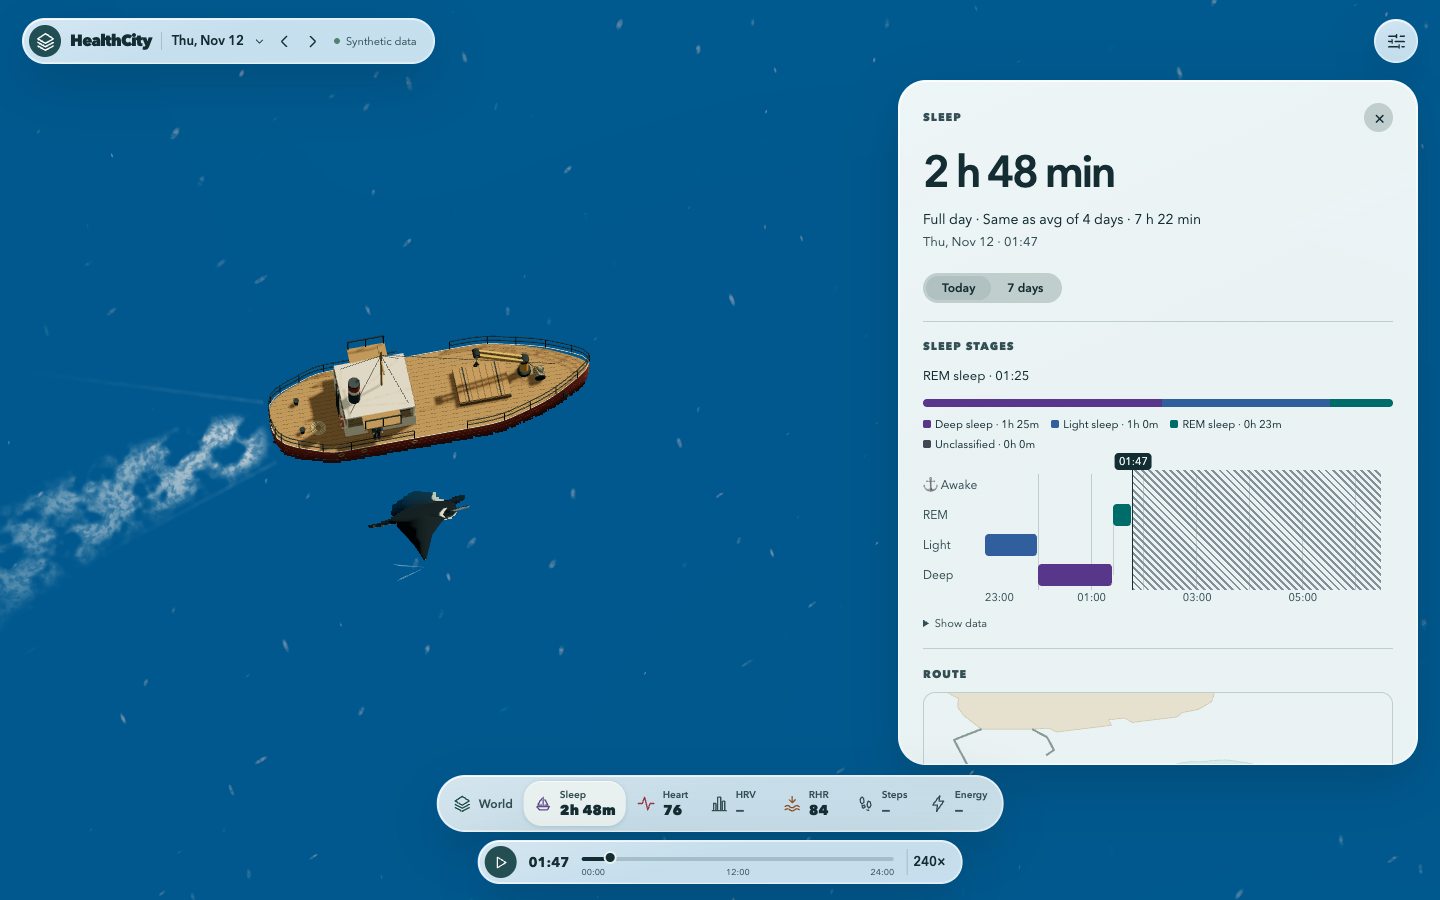 HealthCity
Thu, Nov 12
Synthetic data
SLEEP
2 h 48 min
Full day · Same as avg of 4 days · 7 h 22 min
Thu, Nov 12 · 01:47
Today
7 days
SLEEP STAGES
REM sleep · 01:25
Deep sleep · 1h 25m
Light sleep · 1h 0m
REM sleep · 0h 23m
Unclassified · 0h 0m
01:47
Awake
REM
Light
Deep
23:00
01:00
03:00
05:00
Show data
ROUTE
World
Sleep
2h 48m
Heart
76
HRV
–
RHR
84
Steps
–
Energy
–
01:47
00:00
12:00
24:00
240×